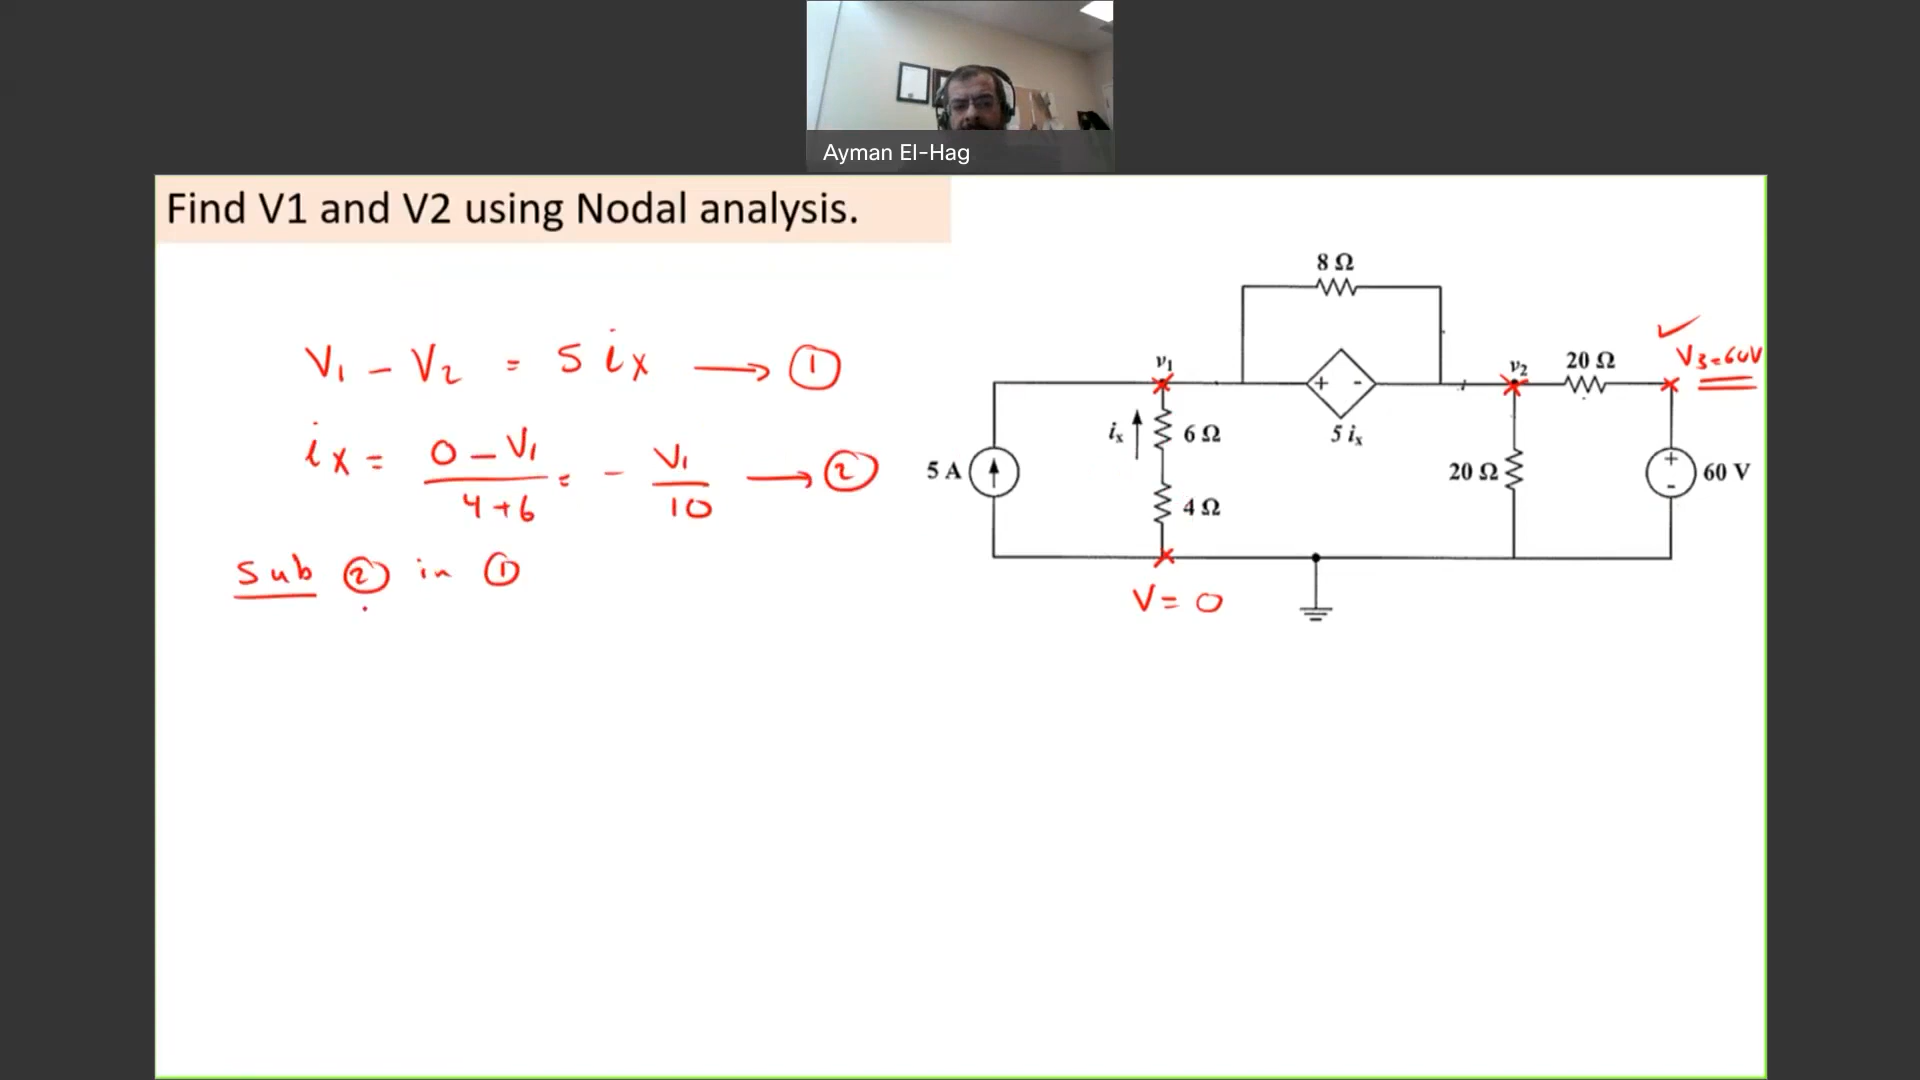 Ayman El-Hag
Find V1 and V2 using Nodal analysis.
V₁ - V₂ = 5 ix → ①
ix = (0 - V₁)/(4+6) = - V₁/10 → ②
Sub ② in ①
8 Ω
✓
V₃=60V
v₁
v₂
20 Ω
+ -
iₓ
6 Ω
5 iₓ
5 A
20 Ω
+
-
60 V
4 Ω
V= 0